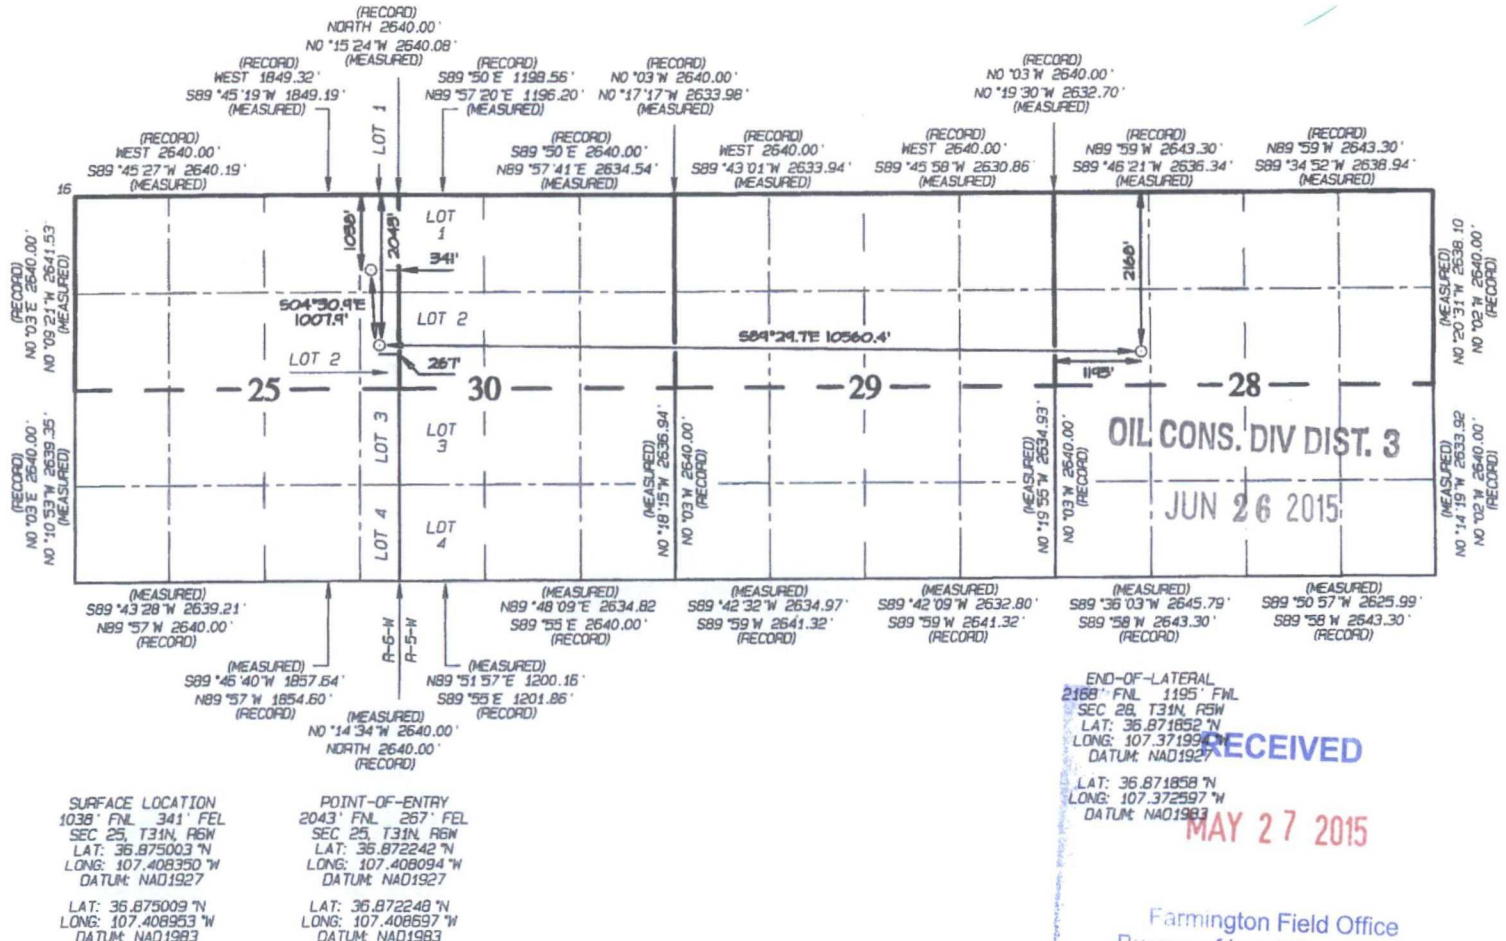 (RECORD)
NORTH 2640.00'
N0°15'24"W 2640.08'
(MEASURED)
(RECORD)
WEST 1849.32'
S89°45'19"W 1849.19'
(MEASURED)
(RECORD)
S89°50'E 1198.56'
N89°57'20"E 1196.20'
(MEASURED)
(RECORD)
N0°03'W 2640.00'
N0°17'17"W 2633.98'
(MEASURED)
(RECORD)
N0°03'W 2640.00'
N0°19'30"W 2632.70'
(MEASURED)
(RECORD)
WEST 2640.00'
S89°45'27"W 2640.19'
(MEASURED)
LOT 1
(RECORD)
S89°50'E 2640.00'
N89°57'41"E 2634.54'
(MEASURED)
(RECORD)
WEST 2640.00'
S89°43'01"W 2633.94'
(MEASURED)
(RECORD)
WEST 2640.00'
S89°45'58"W 2630.86'
(MEASURED)
(RECORD)
N89°59'W 2643.30'
S89°46'21"W 2636.34'
(MEASURED)
(RECORD)
N89°59'W 2643.30'
S89°34'52"W 2638.94'
(MEASURED)
16
(RECORD)
N0°03'E 2640.00'
N0°09'21"W 2641.53'
(MEASURED)
1038'
2043'
LOT
1
341'
2168'
(MEASURED)
N0°20'31"W 2638.10
N0°02'W 2640.00'
(RECORD)
S04°30.9'E
1007.9'
LOT 2
S89°29.7'E 10560.4'
LOT 2
267'
1195'
25
30
29
28
(RECORD)
N0°03'E 2640.00'
N0°10'53"W 2639.35'
(MEASURED)
LOT 3
LOT
3
(MEASURED)
N0°18'15"W 2636.94'
N0°03'W 2640.00'
(RECORD)
(MEASURED)
N0°19'55"W 2634.93'
N0°03'W 2640.00'
(RECORD)
OIL CONS. DIV DIST. 3
JUN 26 2015
(MEASURED)
N0°14'19"W 2633.92
N0°02'W 2640.00'
(RECORD)
LOT 4
LOT
4
(MEASURED)
S89°43'28"W 2639.21'
N89°57'W 2640.00'
(RECORD)
R-6-W
R-5-W
(MEASURED)
N89°48'09"E 2634.82
S89°55'E 2640.00'
(RECORD)
(MEASURED)
S89°42'32"W 2634.97'
S89°59'W 2641.32'
(RECORD)
(MEASURED)
S89°42'09"W 2632.80'
S89°59'W 2641.32'
(RECORD)
(MEASURED)
S89°36'03"W 2645.79'
S89°58'W 2643.30'
(RECORD)
(MEASURED)
S89°50'57"W 2625.99'
S89°58'W 2643.30'
(RECORD)
(MEASURED)
S89°46'40"W 1857.64'
N89°57'W 1854.60'
(RECORD)
(MEASURED)
N89°51'57"E 1200.16'
S89°55'E 1201.86'
(RECORD)
(MEASURED)
N0°14'34"W 2640.00'
NORTH 2640.00'
(RECORD)
END-OF-LATERAL
2168' FNL 1195' FWL
SEC 28, T31N, R5W
LAT: 36.871852°N
LONG: 107.371994°W
DATUM: NAD1927
LAT: 36.871858°N
LONG: 107.372597°W
DATUM: NAD1983
RECEIVED
MAY 27 2015
SURFACE LOCATION
1038' FNL 341' FEL
SEC 25, T31N, R6W
LAT: 36.875003°N
LONG: 107.408350°W
DATUM: NAD1927
LAT: 36.875009°N
LONG: 107.408953°W
DATUM: NAD1983
POINT-OF-ENTRY
2043' FNL 267' FEL
SEC 25, T31N, R6W
LAT: 36.872242°N
LONG: 107.408094°W
DATUM: NAD1927
LAT: 36.872248°N
LONG: 107.408697°W
DATUM: NAD1983
Farmington Field Office